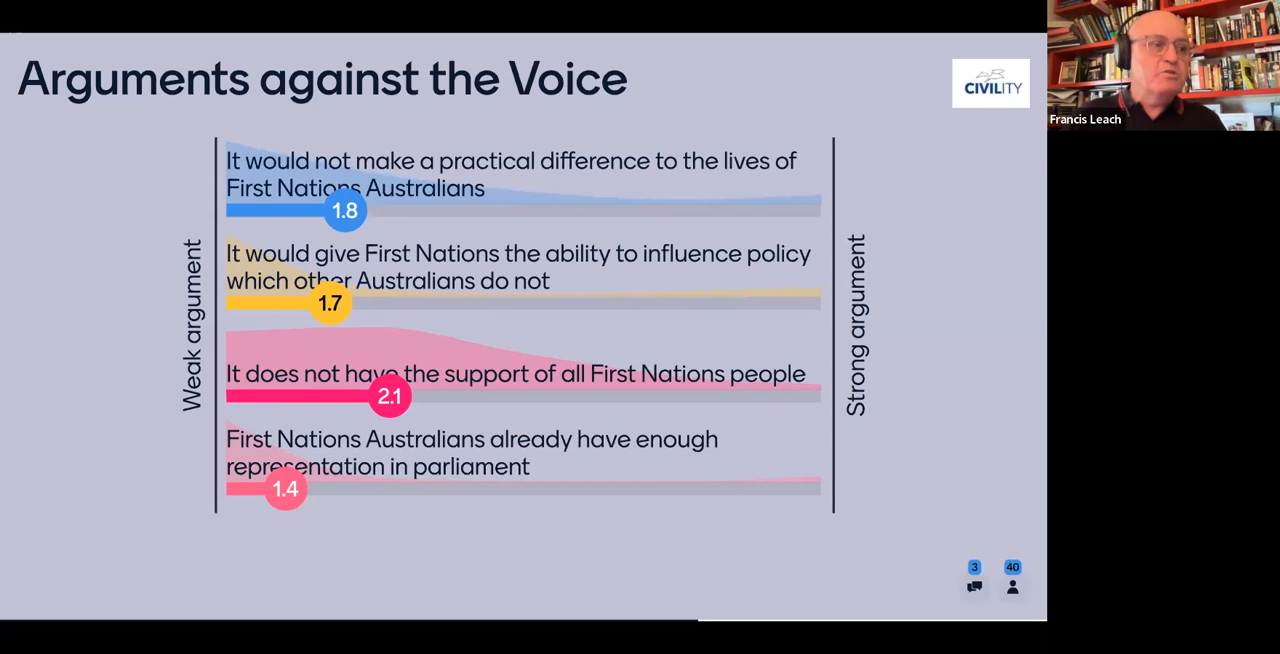 Arguments against the Voice
CIVILITY
Francis Leach
Weak argument
It would not make a practical difference to the lives of
First Nations Australians
1.8
It would give First Nations the ability to influence policy
which other Australians do not
1.7
It does not have the support of all First Nations people
2.1
First Nations Australians already have enough
representation in parliament
1.4
Strong argument
3
40